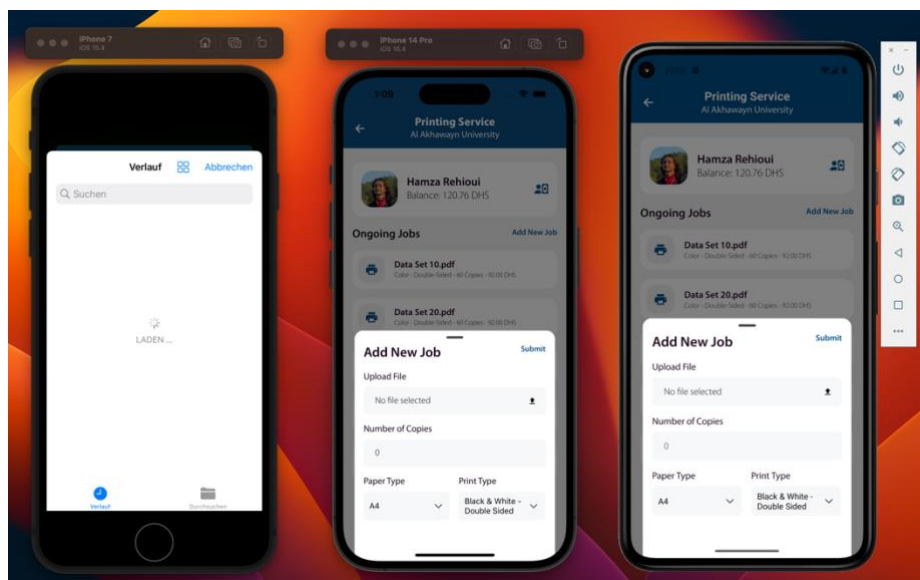 iPhone 7
iOS 15.4
Verlauf
Abbrechen
Suchen
LADEN ...
Verlauf
Durchsuchen
iPhone 14 Pro
iOS 16.4
1:09
Printing Service
Al Akhawayn University
Hamza Rehioui
Balance: 120.76 DHS
Ongoing Jobs
Add New Job
Data Set 10.pdf
Color - Double-Sided - 60 Copies - 92.00 DHS
Data Set 20.pdf
Color - Double-Sided - 60 Copies - 92.00 DHS
Add New Job
Submit
Upload File
No file selected
Number of Copies
0
Paper Type
Print Type
A4
Black & White -
Double Sided
Printing Service
Al Akhawayn University
Hamza Rehioui
Balance: 120.76 DHS
Ongoing Jobs
Add New Job
Data Set 10.pdf
Color - Double-Sided - 60 Copies - 92.00 DHS
Data Set 20.pdf
Color - Double-Sided - 60 Copies - 92.00 DHS
Add New Job
Submit
Upload File
No file selected
Number of Copies
0
Paper Type
Print Type
A4
Black & White -
Double Sided